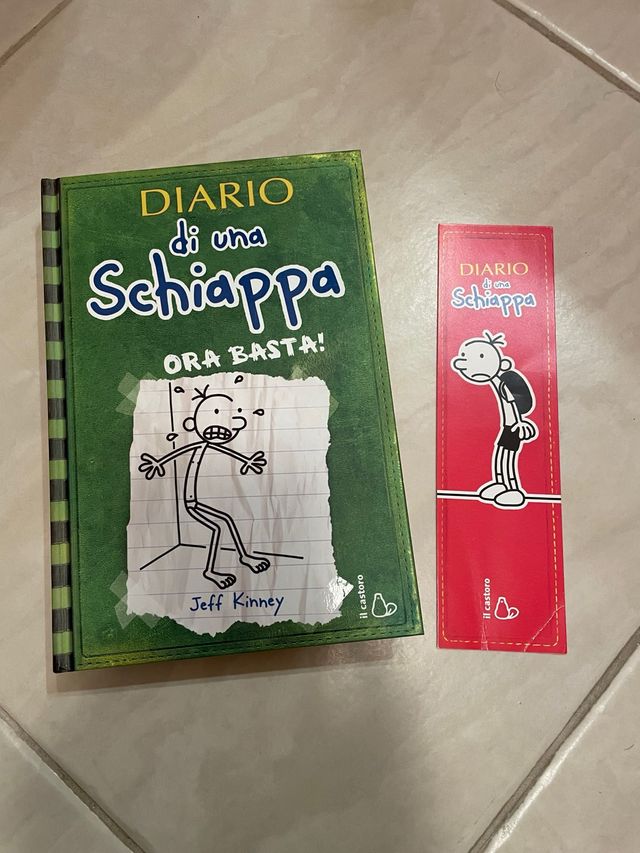 DIARIO
di una
Schiappa
ORA BASTA!
Jeff Kinney
il castoro
DIARIO
di una
Schiappa
il castoro